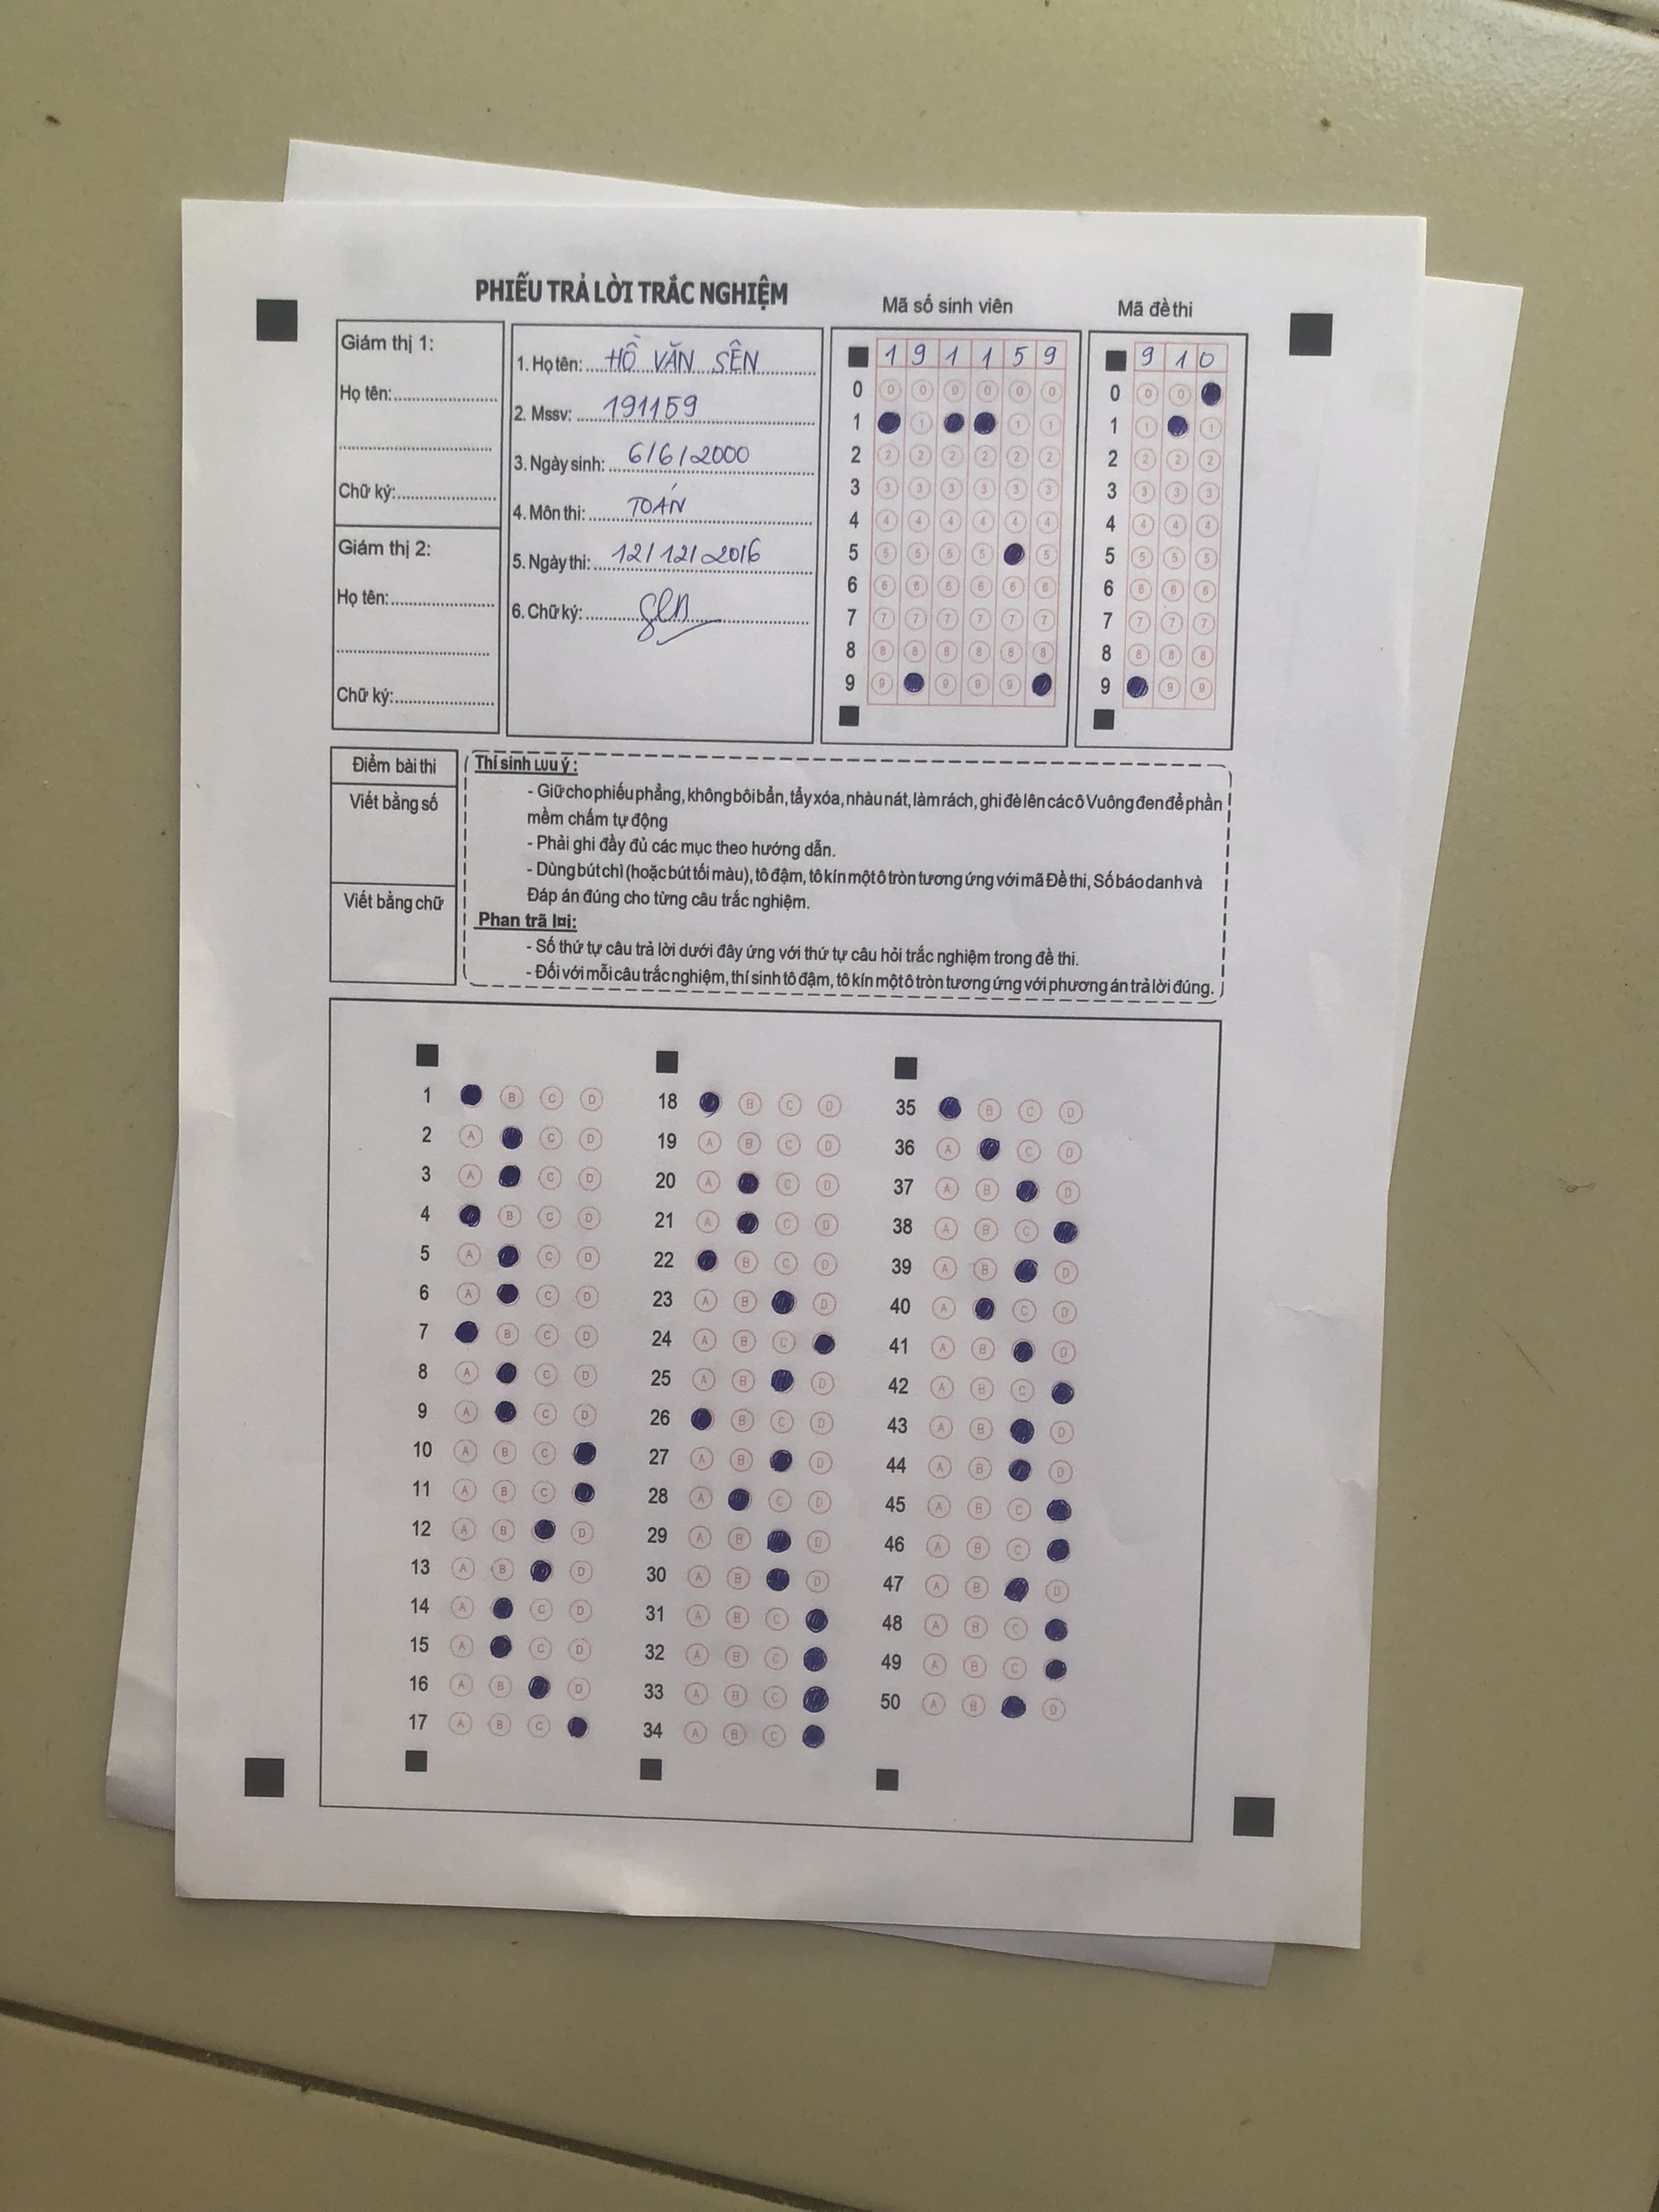 PHIẾU TRẢ LỜI TRẮC NGHIỆM
Mã số sinh viên
Mã đề thi
Giám thị 1:
Họ tên:
Chữ ký:
Giám thị 2:
Họ tên:
Chữ ký:
1. Họ tên: HỒ VĂN SÊN
2. Mssv: 191159
3. Ngày sinh: 6/6/2000
4. Môn thi: TOÁN
5. Ngày thi: 12/12/2016
6. Chữ ký:
1 9 1 1 5 9
0 0 0 0 0 0 0
1 1 1 1
2 2 2 2 2 2 2
3 3 3 3 3 3 3
4 4 4 4 4 4 4
5 5 5 5 5 5
6 6 6 6 6 6 6
7 7 7 7 7 7 7
8 8 8 8 8 8 8
9 9 9 9 9
9 1 0
0 0 0
1 1 1
2 2 2 2
3 3 3 3
4 4 4 4
5 5 5 5
6 6 6 6
7 7 7 7
8 8 8 8
9 9 9
Điểm bài thi
Viết bằng số
Viết bằng chữ
Thí sinh Lưu ý:
- Giữ cho phiếu phẳng, không bôi bẩn, tẩy xóa, nhàu nát, làm rách, ghi đè lên các ô Vuông đen để phần
mềm chấm tự động
- Phải ghi đầy đủ các mục theo hướng dẫn.
- Dùng bút chì (hoặc bút tối màu), tô đậm, tô kín một ô tròn tương ứng với mã Đề thi, Số báo danh và
Đáp án đúng cho từng câu trắc nghiệm.
Phan trã lọi:
- Số thứ tự câu trả lời dưới đây ứng với thứ tự câu hỏi trắc nghiệm trong đề thi.
- Đối với mỗi câu trắc nghiệm, thí sinh tô đậm, tô kín một ô tròn tương ứng với phương án trả lời đúng.
1 B C D
2 A C D
3 A C D
4 B C D
5 A C D
6 A C D
7 B C D
8 A C D
9 A C D
10 A B C
11 A B C
12 A B D
13 A B D
14 A C D
15 A C D
16 A B D
17 A B C
18 B C D
19 A B C D
20 A C D
21 A C D
22 B C D
23 A B D
24 A B C
25 A B D
26 B C D
27 A B D
28 A C D
29 A B D
30 A B D
31 A B C
32 A B C
33 A B C
34 A B C
35 B C D
36 A C D
37 A B D
38 A B C
39 A B D
40 A C D
41 A B D
42 A B C
43 A B D
44 A B D
45 A B C
46 A B C
47 A B D
48 A B C
49 A B C
50 A B D